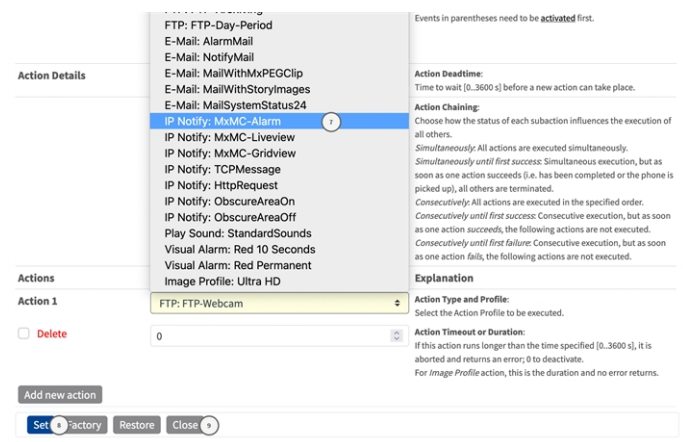 Events in parentheses need to be activated first.
FTP: FTP-Day-Period
E-Mail: AlarmMail
E-Mail: NotifyMail
E-Mail: MailWithMxPEGClip
E-Mail: MailWithStoryImages
E-Mail: MailSystemStatus24
IP Notify: MxMC-Alarm 7
IP Notify: MxMC-Liveview
IP Notify: MxMC-Gridview
IP Notify: TCPMessage
IP Notify: HttpRequest
IP Notify: ObscureAreaOn
IP Notify: ObscureAreaOff
Play Sound: StandardSounds
Visual Alarm: Red 10 Seconds
Visual Alarm: Red Permanent
Image Profile: Ultra HD
Action Details
Action Deadtime:
Time to wait [0..3600 s] before a new action can take place.
Action Chaining:
Choose how the status of each subaction influences the execution of
all others.
Simultaneously: All actions are executed simultaneously.
Simultaneously until first success: Simultaneous execution, but as
soon as one action succeeds (i.e. has been completed or the phone is
picked up), all others are terminated.
Consecutively: All actions are executed in the specified order.
Consecutively until first success: Consecutive execution, but as soon
as one action succeeds, the following actions are not executed.
Consecutively until first failure: Consecutive execution, but as soon
as one action fails, the following actions are not executed.
Actions
Explanation
Action 1
FTP: FTP-Webcam
Action Type and Profile:
Select the Action Profile to be executed.
Delete
0
Action Timeout or Duration:
If this action runs longer than the time specified [0..3600 s], it is
aborted and returns an error; 0 to deactivate.
For Image Profile action, this is the duration and no error returns.
Add new action
Set 8 Factory Restore Close 9